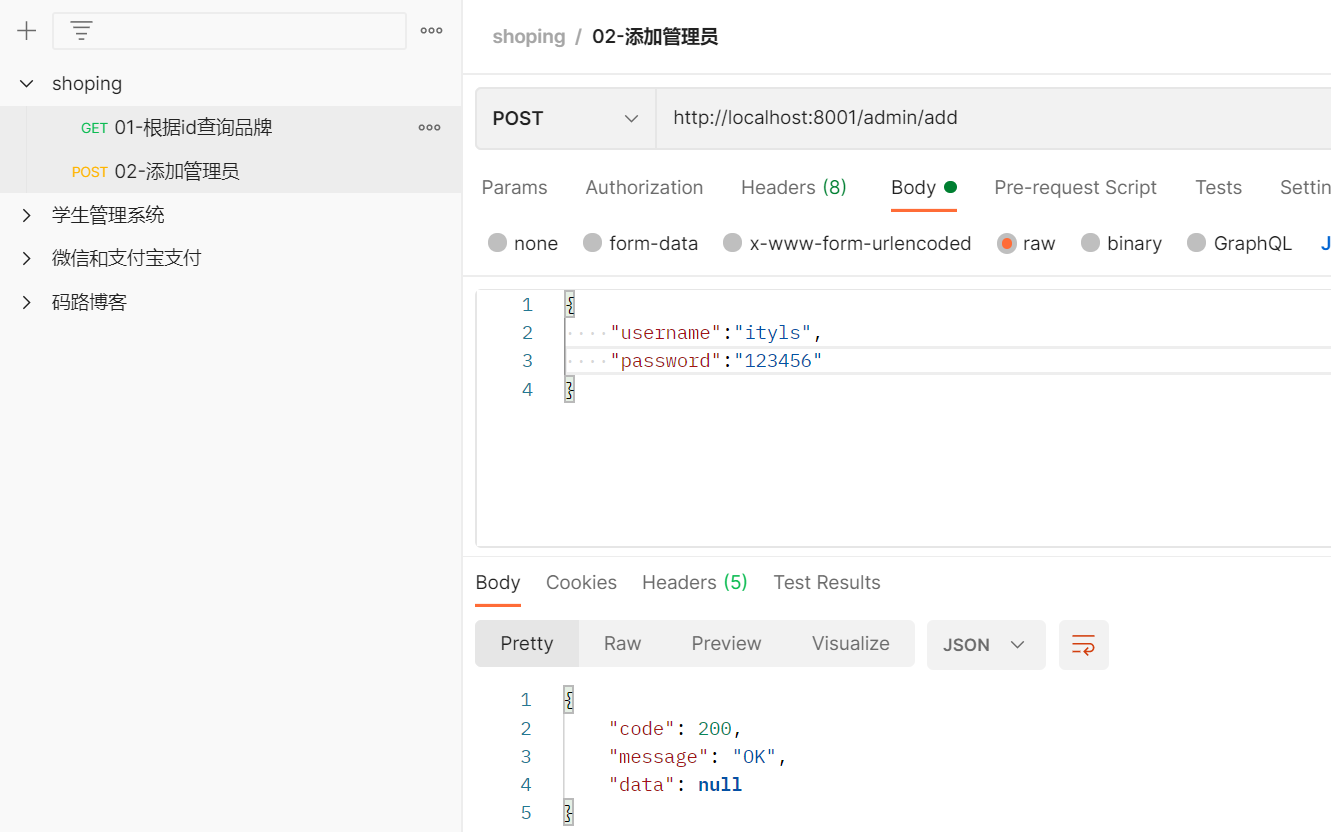 shoping
GET 01-根据id查询品牌
POST 02-添加管理员
学生管理系统
微信和支付宝支付
码路博客
shoping / 02-添加管理员
POST http://localhost:8001/admin/add
Params Authorization Headers (8) Body Pre-request Script Tests Settin
none form-data x-www-form-urlencoded raw binary GraphQL J
1 {
2 "username":"ityls",
3 "password":"123456"
4 }
Body Cookies Headers (5) Test Results
Pretty Raw Preview Visualize JSON
1 {
2 "code": 200,
3 "message": "OK",
4 "data": null
5 }